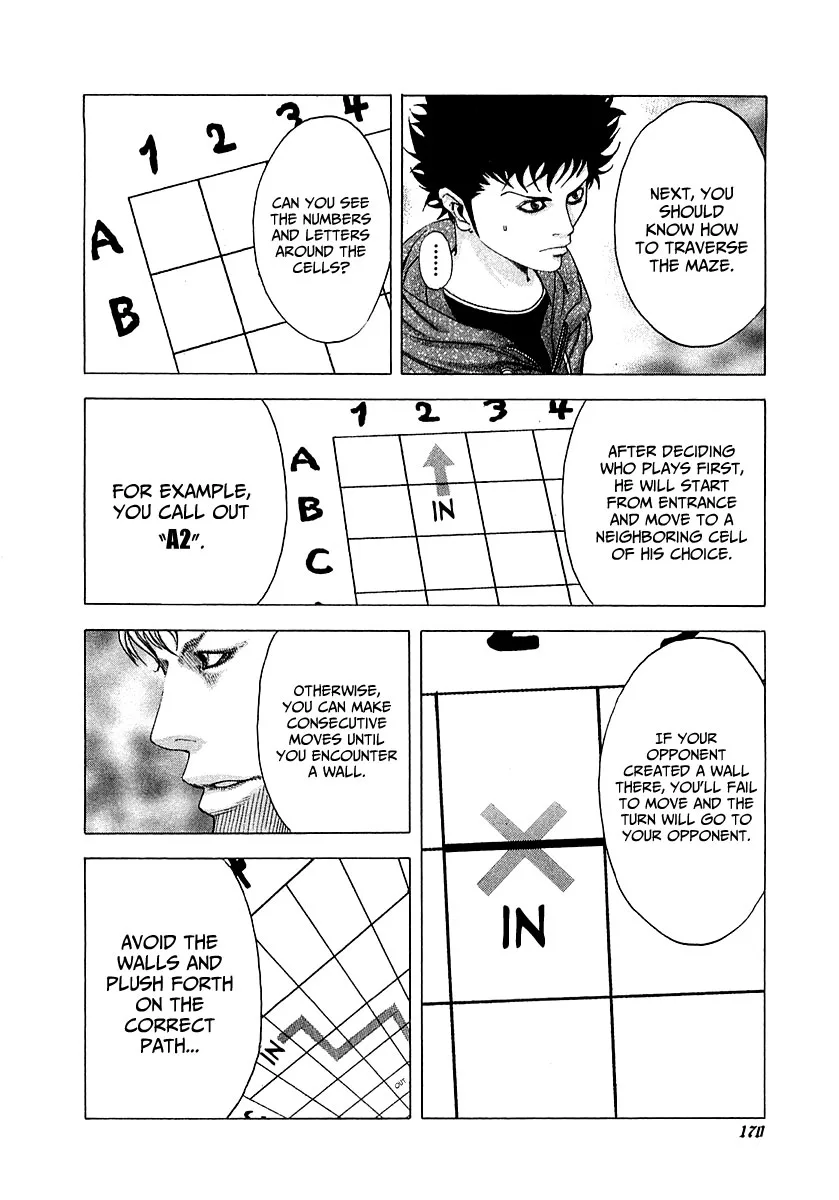 NEXT, YOU
SHOULD
KNOW HOW
TO TRAVERSE
THE MAZE.
......
1 2 3 4
A
B
CAN YOU SEE
THE NUMBERS
AND LETTERS
AROUND THE
CELLS?
AFTER DECIDING
WHO PLAYS FIRST,
HE WILL START
FROM ENTRANCE
AND MOVE TO A
NEIGHBORING CELL
OF HIS CHOICE.
1 2 3 4
A
B
C
IN
FOR EXAMPLE,
YOU CALL OUT
"A2".
IF YOUR
OPPONENT
CREATED A WALL
THERE, YOU'LL FAIL
TO MOVE AND THE
TURN WILL GO TO
YOUR OPPONENT.
2
IN
OTHERWISE,
YOU CAN MAKE
CONSECUTIVE
MOVES UNTIL
YOU ENCOUNTER
A WALL.
AVOID THE
WALLS AND
PLUSH FORTH
ON THE
CORRECT
PATH...
IN
OUT
170